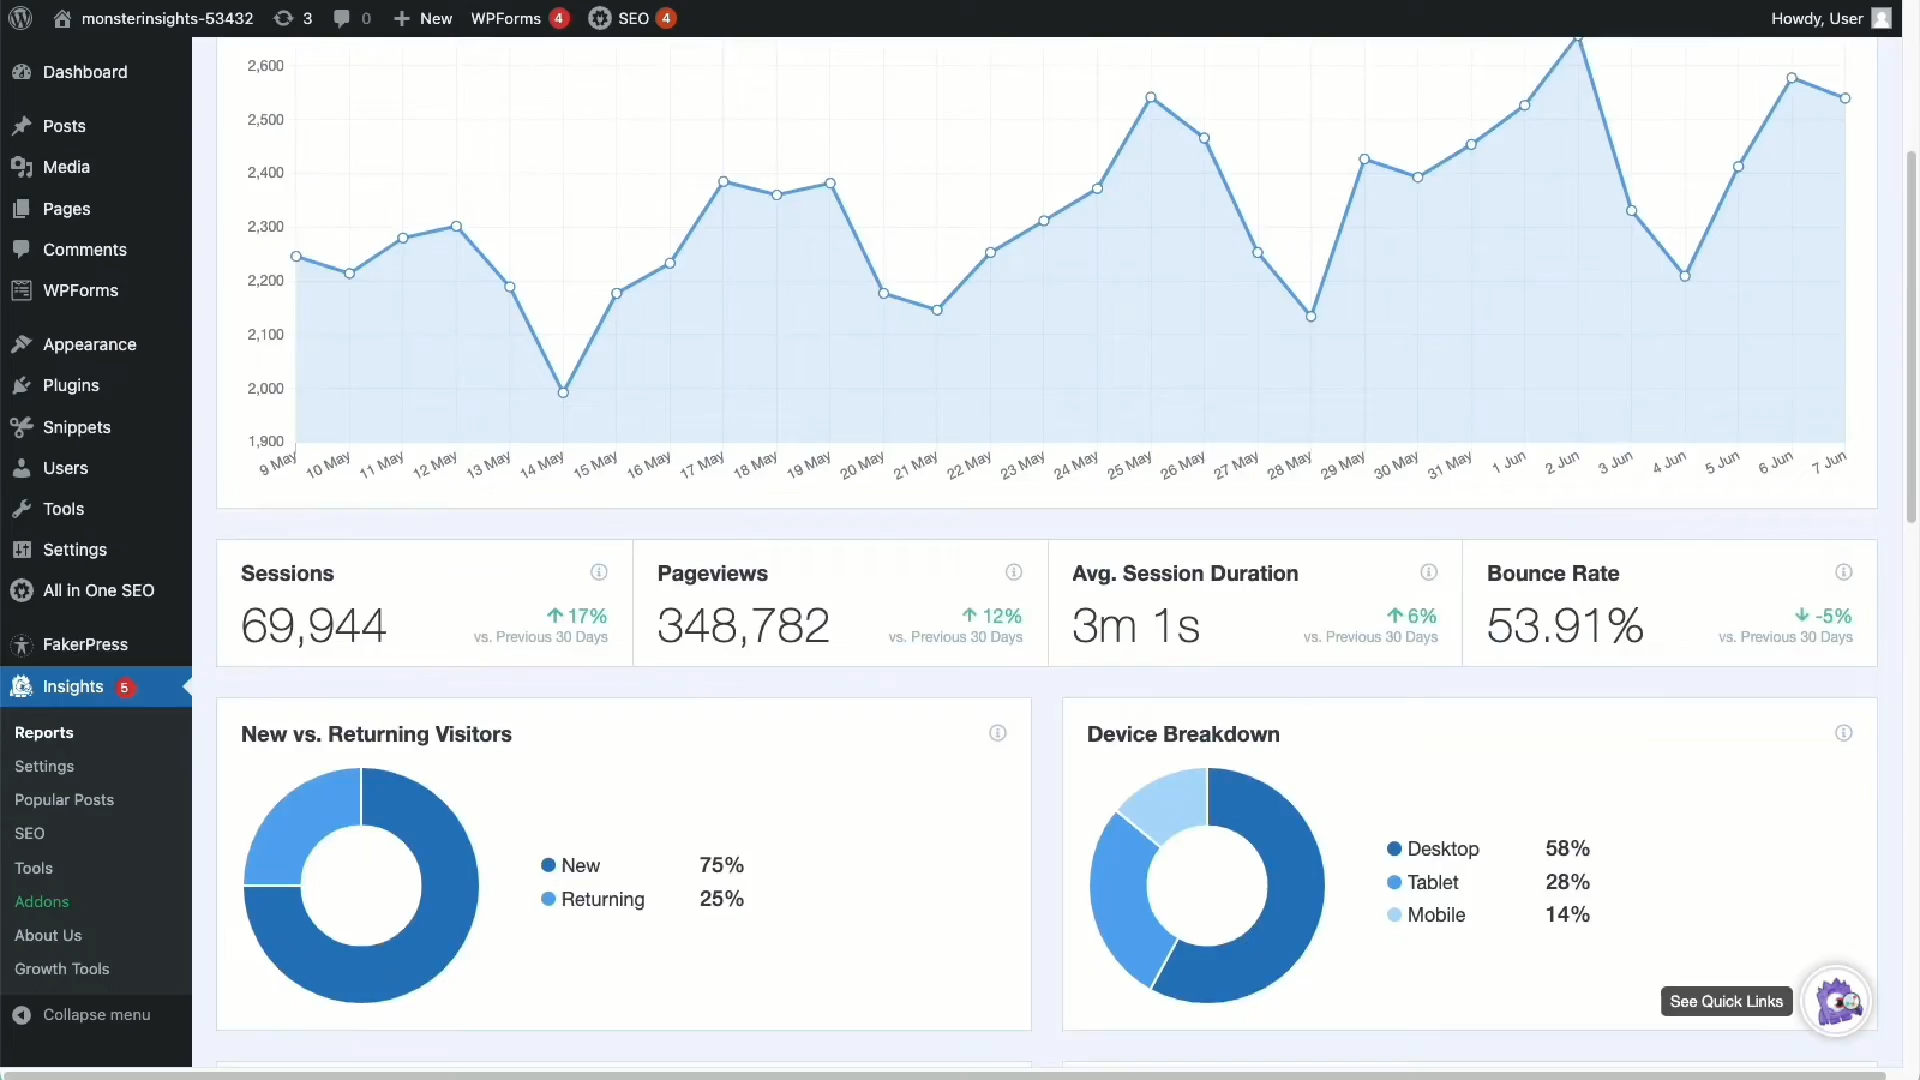 monsterinsights-53432 3 0 New WPForms 4 SEO 4 Howdy, User
Dashboard
Posts
Media
Pages
Comments
WPForms
Appearance
Plugins
Snippets
Users
Tools
Settings
All in One SEO
FakerPress
Insights 5
Reports
Settings
Popular Posts
SEO
Tools
Addons
About Us
Growth Tools
Collapse menu
2,600
2,500
2,400
2,300
2,200
2,100
2,000
1,900
9 May 10 May 11 May 12 May 13 May 14 May 15 May 16 May 17 May 18 May 19 May 20 May 21 May 22 May 23 May 24 May 25 May 26 May 27 May 28 May 29 May 30 May 31 May 1 Jun 2 Jun 3 Jun 4 Jun 5 Jun 6 Jun 7 Jun
Sessions
69,944
17%
vs. Previous 30 Days
Pageviews
348,782
12%
vs. Previous 30 Days
Avg. Session Duration
3m 1s
6%
vs. Previous 30 Days
Bounce Rate
53.91%
-5%
vs. Previous 30 Days
New vs. Returning Visitors
New 75%
Returning 25%
Device Breakdown
Desktop 58%
Tablet 28%
Mobile 14%
See Quick Links